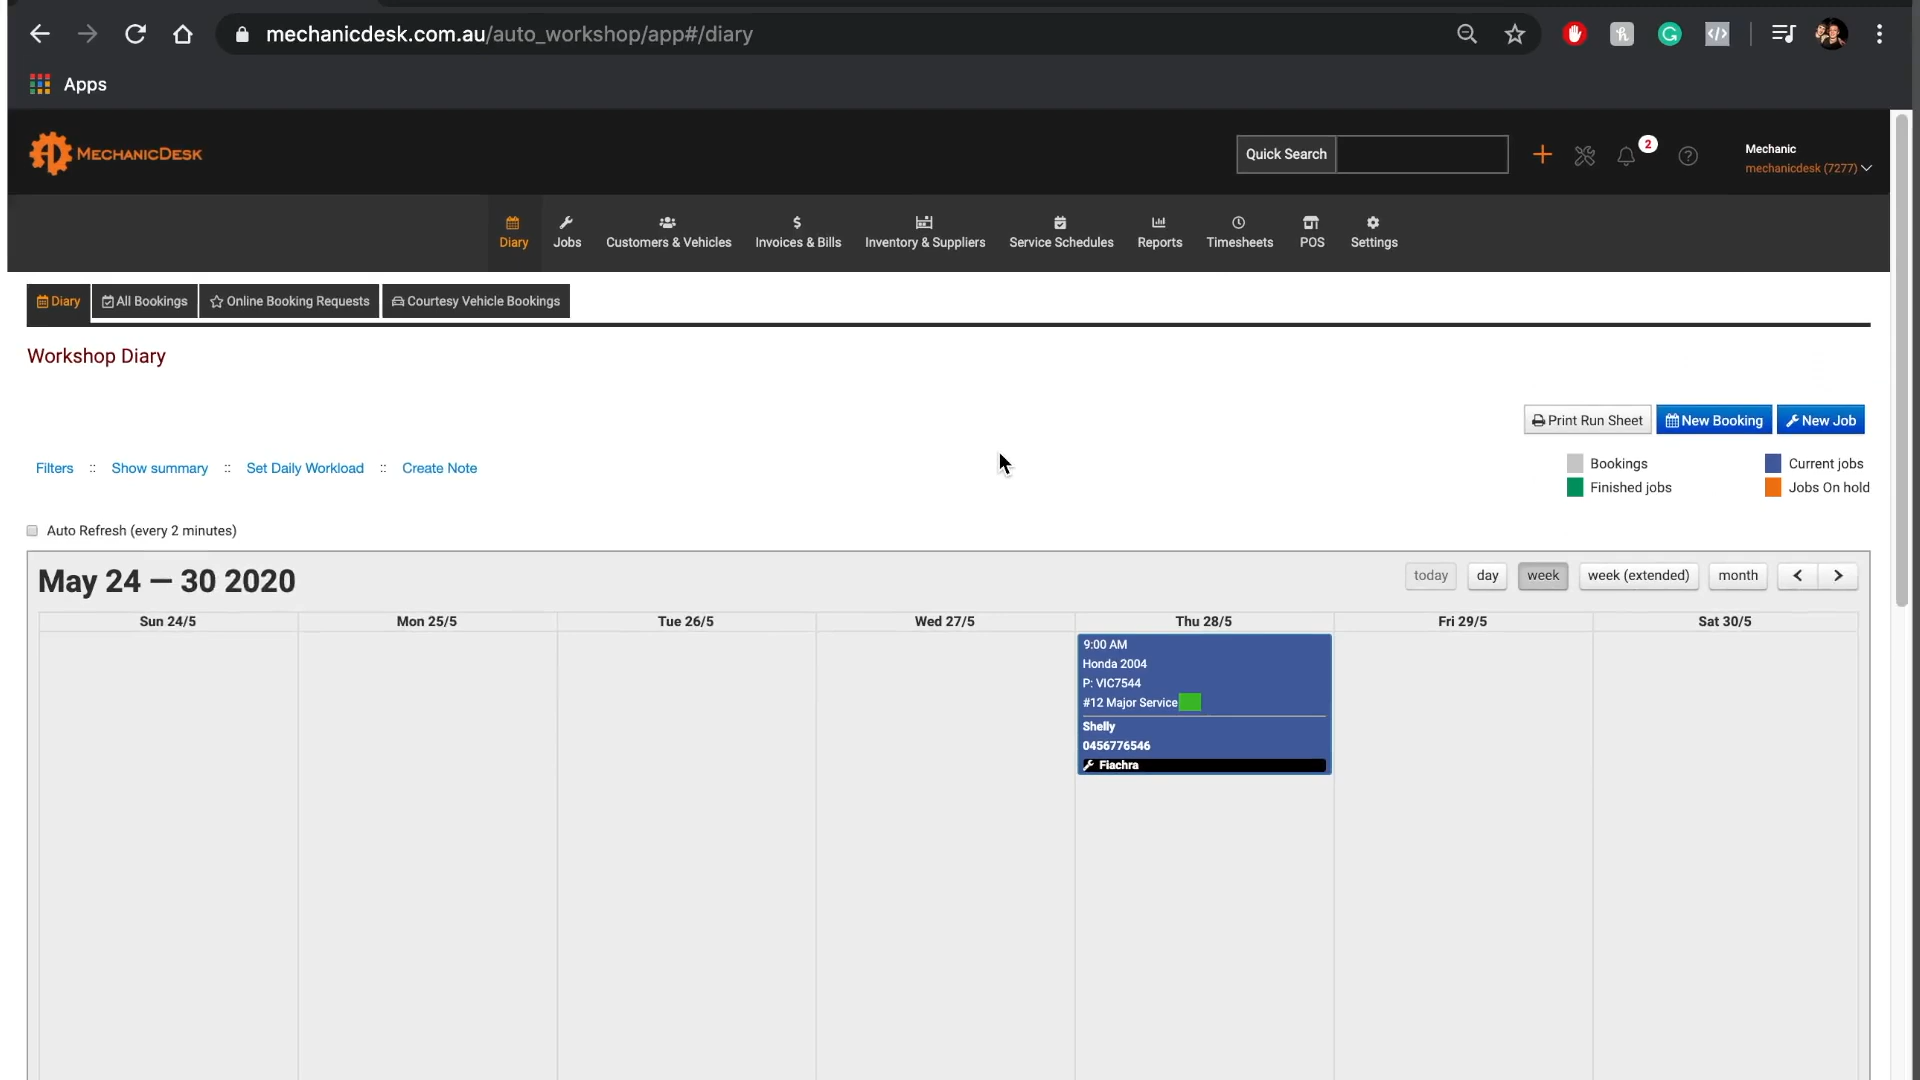 mechanicdesk.com.au/auto_workshop/app#/diary
Apps
MechanicDesk
Quick Search
2
Mechanic
mechanicdesk (7277)
Diary
Jobs
Customers & Vehicles
Invoices & Bills
Inventory & Suppliers
Service Schedules
Reports
Timesheets
POS
Settings
Diary
All Bookings
Online Booking Requests
Courtesy Vehicle Bookings
Workshop Diary
Print Run Sheet
New Booking
New Job
Filters :: Show summary :: Set Daily Workload :: Create Note
Bookings
Current jobs
Finished jobs
Jobs On hold
Auto Refresh (every 2 minutes)
May 24 — 30 2020
today
day
week
week (extended)
month
Sun 24/5
Mon 25/5
Tue 26/5
Wed 27/5
Thu 28/5
Fri 29/5
Sat 30/5
9:00 AM
Honda 2004
P: VIC7544
#12 Major Service
Shelly
0456776546
Fiachra